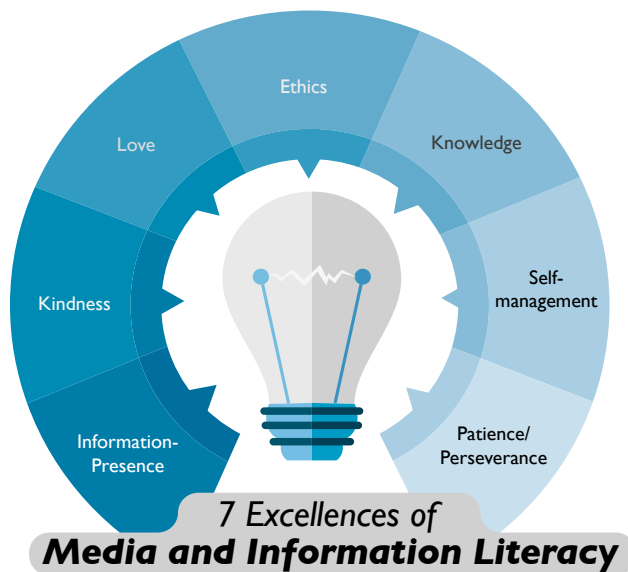 Ethics
Love
Knowledge
Kindness
Self-
management
Information-
Presence
Patience/
Perseverance
7 Excellences of
Media and Information Literacy